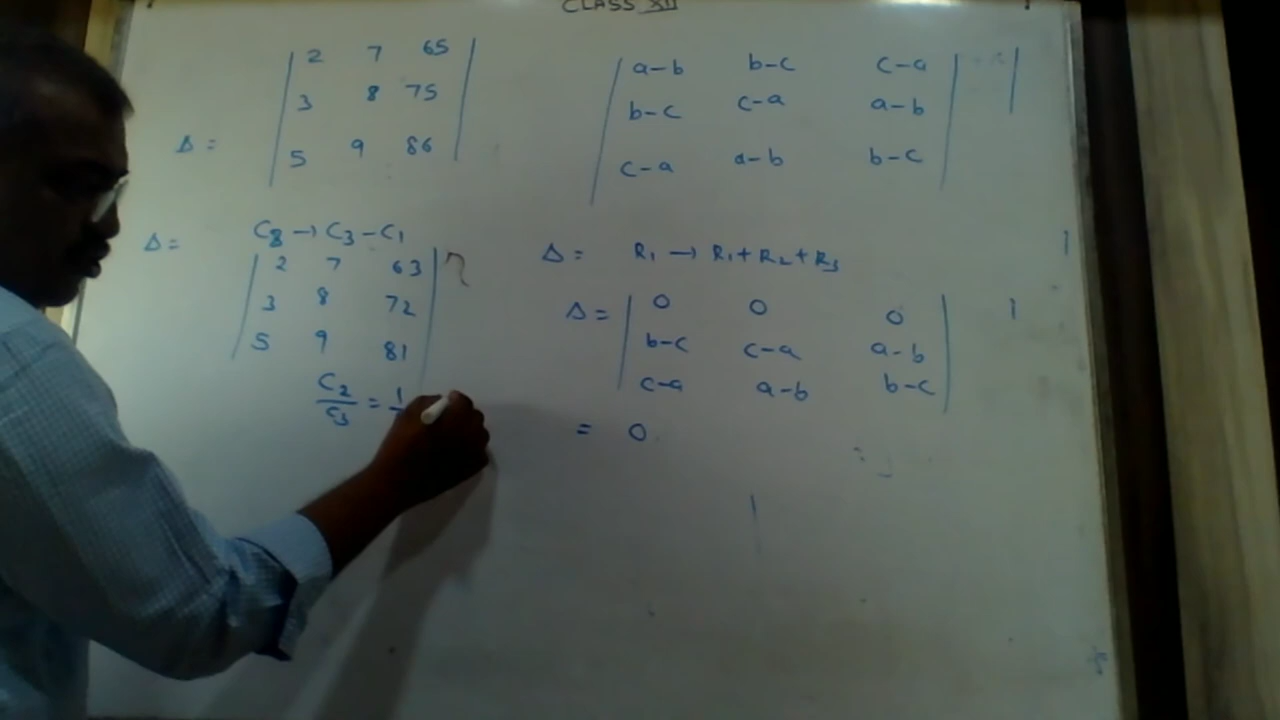 CLASS XII
2 7 65
3 8 75
Δ =
5 9 86
C8 → C3 - C1
Δ =
2 7 63
3 8 72
5 9 81
C2/C3 = 1
a-b b-c c-a
b-c c-a a-b
c-a a-b b-c
Δ = R1 → R1 + R2 + R3
Δ = 0 0 0
b-c c-a a-b
c-a a-b b-c
= 0